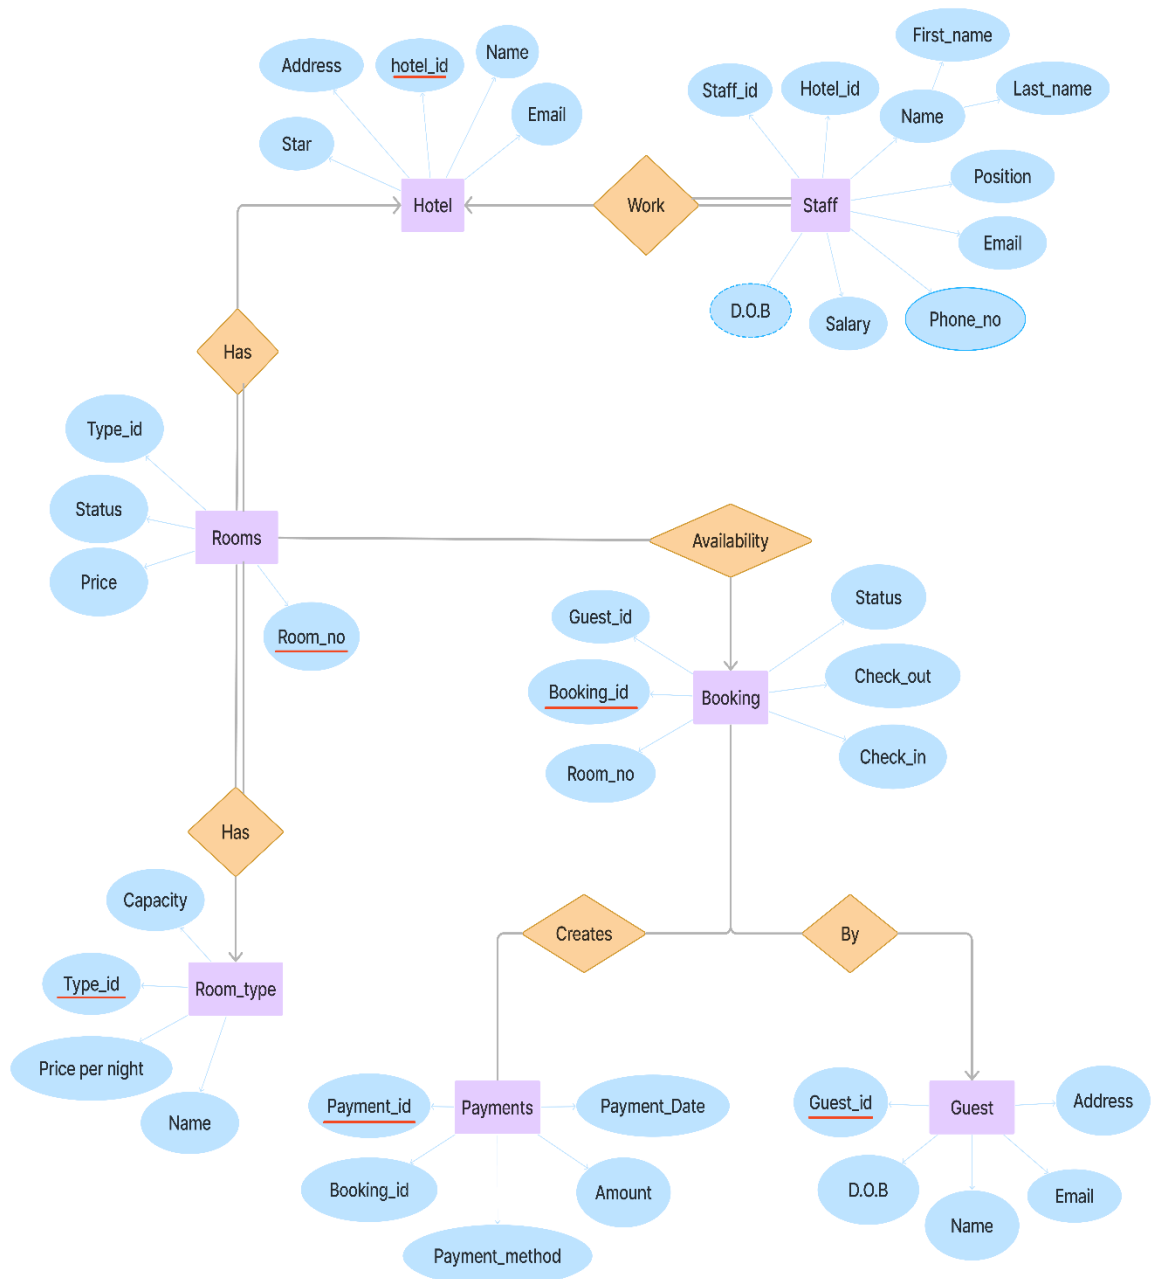 First_name
Name
Address
hotel_id
Last_name
Staff_id
Hotel_id
Name
Email
Star
Position
Hotel
Work
Staff
Email
D.O.B
Salary
Phone_no
Has
Type_id
Status
Rooms
Availability
Price
Status
Guest_id
Room_no
Check_out
Booking_id
Booking
Check_in
Room_no
Has
Capacity
Creates
By
Type_id
Room_type
Price per night
Payment_id
Payments
Payment_Date
Guest_id
Guest
Address
Name
Booking_id
Amount
D.O.B
Email
Name
Payment_method